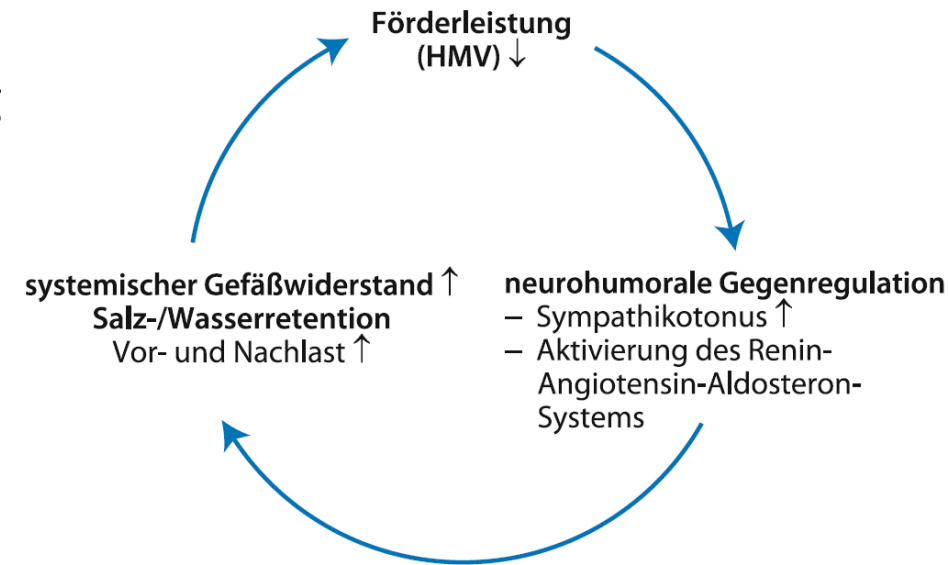 Förderleistung
(HMV) ↓
systemischer Gefäßwiderstand ↑
Salz-/Wasserretention
Vor- und Nachlast ↑
neurohumorale Gegenregulation
– Sympathikotonus ↑
– Aktivierung des Renin-
Angiotensin-Aldosteron-
Systems